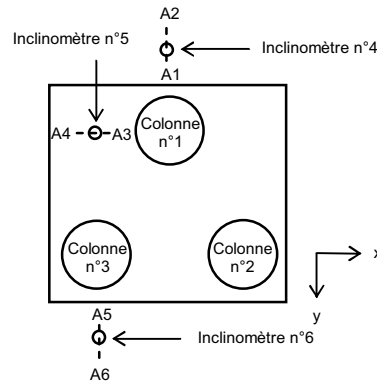 A2
Inclinomètre n°5
Inclinomètre n°4
A1
A4
A3
Colonne
n°1
Colonne
n°3
Colonne
n°2
x
y
A5
Inclinomètre n°6
A6